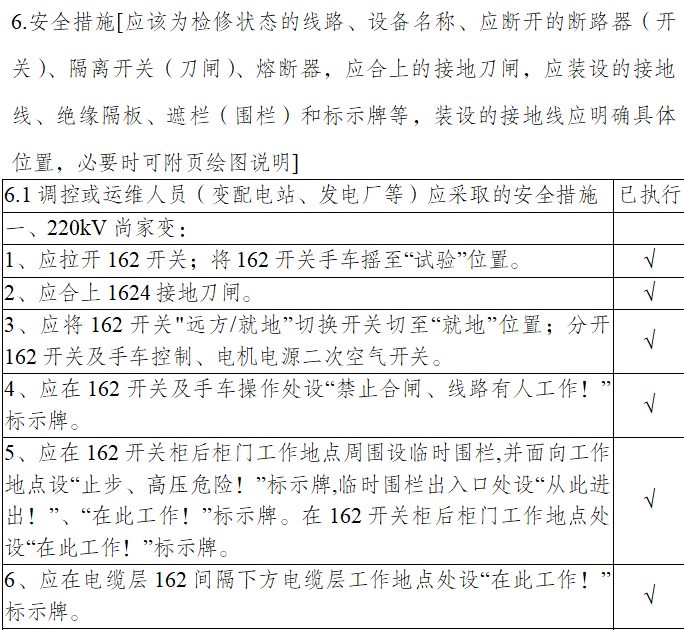 6.安全措施[应该为检修状态的线路、设备名称、应断开的断路器（开
关）、隔离开关（刀闸）、熔断器，应合上的接地刀闸，应装设的接地
线、绝缘隔板、遮栏（围栏）和标示牌等，装设的接地线应明确具体
位置，必要时可附页绘图说明]
6.1 调控或运维人员（变配电站、发电厂等）应采取的安全措施 已执行
一、220kV 尚家变：
1、应拉开 162 开关；将 162 开关手车摇至“试验”位置。 √
2、应合上 1624 接地刀闸。 √
3、应将 162 开关"远方/就地”切换开关切至“就地”位置；分开
162 开关及手车控制、电机电源二次空气开关。 √
4、应在 162 开关及手车操作处设“禁止合闸、线路有人工作！”
标示牌。 √
5、应在 162 开关柜后柜门工作地点周围设临时围栏,并面向工作
地点设“止步、高压危险！”标示牌,临时围栏出入口处设“从此进
出！”、“在此工作！”标示牌。在 162 开关柜后柜门工作地点处 √
设“在此工作！”标示牌。
6、应在电缆层 162 间隔下方电缆层工作地点处设“在此工作！”
标示牌。 √